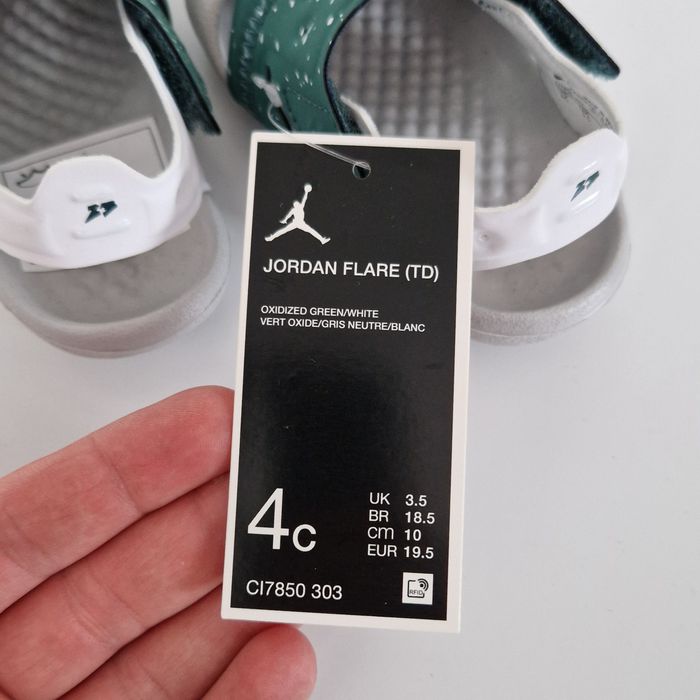 JORDAN FLARE (TD)
OXIDIZED GREEN/WHITE
VERT OXIDE/GRIS NEUTRE/BLANC
4C
UK 3.5
BR 18.5
cm 10
EUR 19.5
CI7850 303
RFID